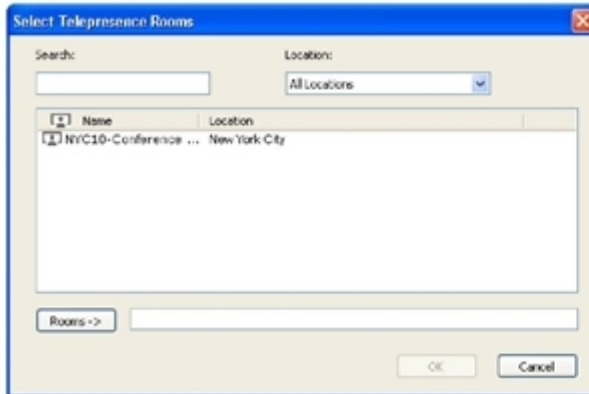 Select Telepresence Rooms
Search:
Location:
All Locations
Name Location
NYC10-Conference ... New York City
Rooms ->
OK
Cancel